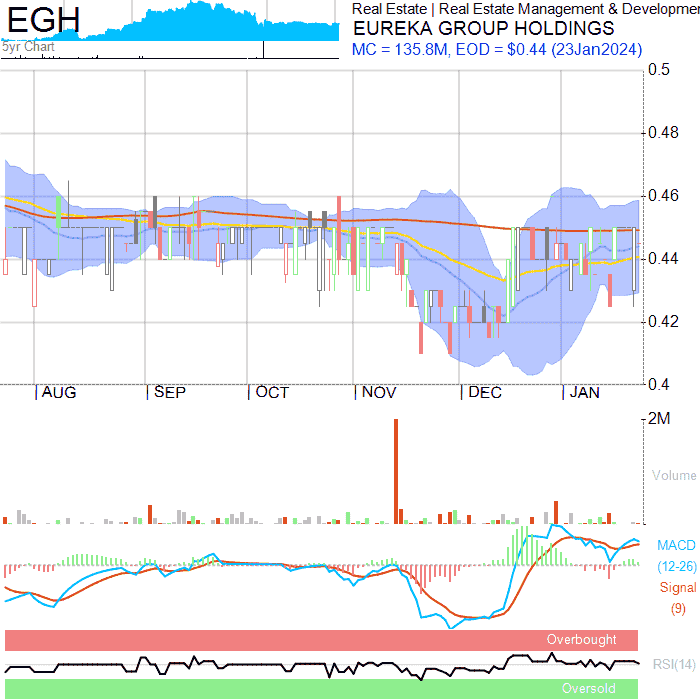 EGH
5yr Chart
Real Estate | Real Estate Management & Developmen
EUREKA GROUP HOLDINGS
MC = 135.8M, EOD = $0.44 (23Jan2024)
0.5
0.48
0.46
0.44
0.42
0.4
AUG
SEP
OCT
NOV
DEC
JAN
2M
Volume
MACD
(12-26)
Signal
(9)
Overbought
RSI(14)
Oversold